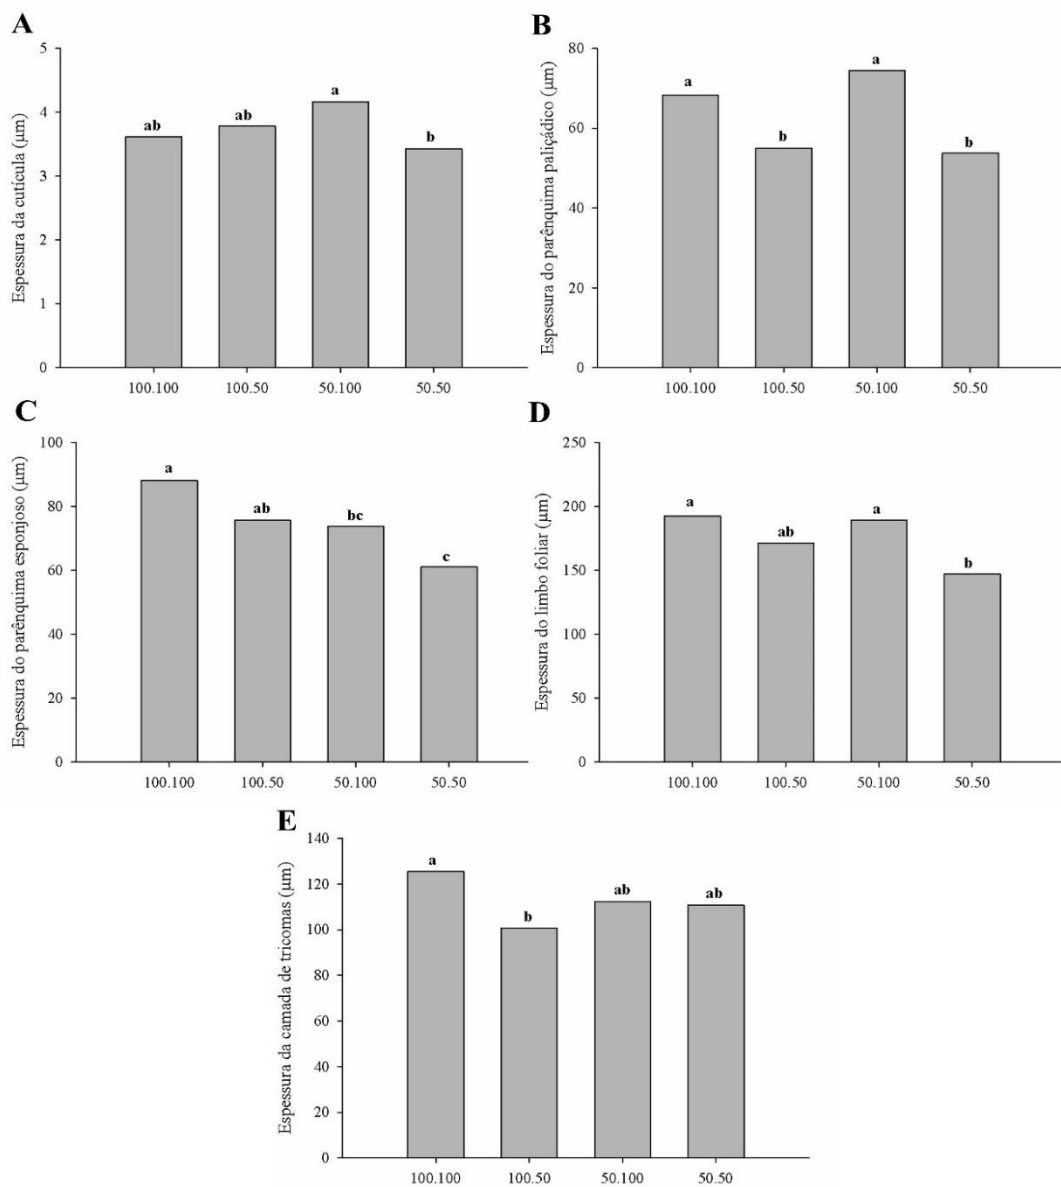 A
Espessura da cutícula (μm)
5
4
3
2
1
0
ab
ab
a
b
100.100 100.50 50.100 50.50
B
Espessura do parênquima paliçádico (μm)
80
60
40
20
0
a
b
a
b
100.100 100.50 50.100 50.50
C
Espessura do parênquima esponjoso (μm)
100
80
60
40
20
0
a
ab
bc
c
100.100 100.50 50.100 50.50
D
Espessura do limbo foliar (μm)
250
200
150
100
50
0
a
ab
a
b
100.100 100.50 50.100 50.50
E
Espessura da camada de tricomas (μm)
140
120
100
80
60
40
20
0
a
b
ab
ab
100.100 100.50 50.100 50.50